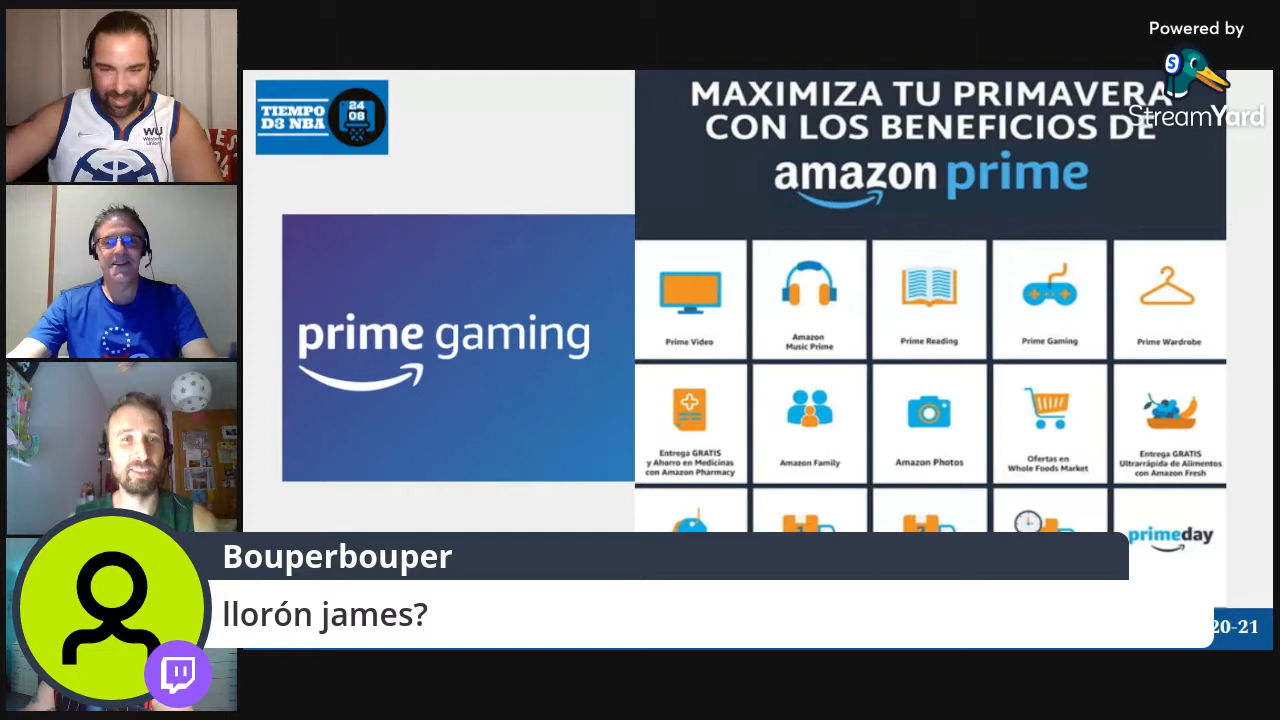 Powered by
StreamYard
WU
Western
Union
TIEMPO
D3 NBA
24
08
MAXIMIZA TU PRIMAVERA
CON LOS BENEFICIOS DE
amazon prime
prime gaming
Prime Video
Amazon
Music Prime
Prime Reading
Prime Gaming
Prime Wardrobe
Entrega GRATIS
y Ahorro en Medicinas
con Amazon Pharmacy
Amazon Family
Amazon Photos
Ofertas en
Whole Foods Market
Entrega GRATIS
Ultrarrápida de Alimentos
con Amazon Fresh
primeday
Bouperbouper
llorón james?
20-21